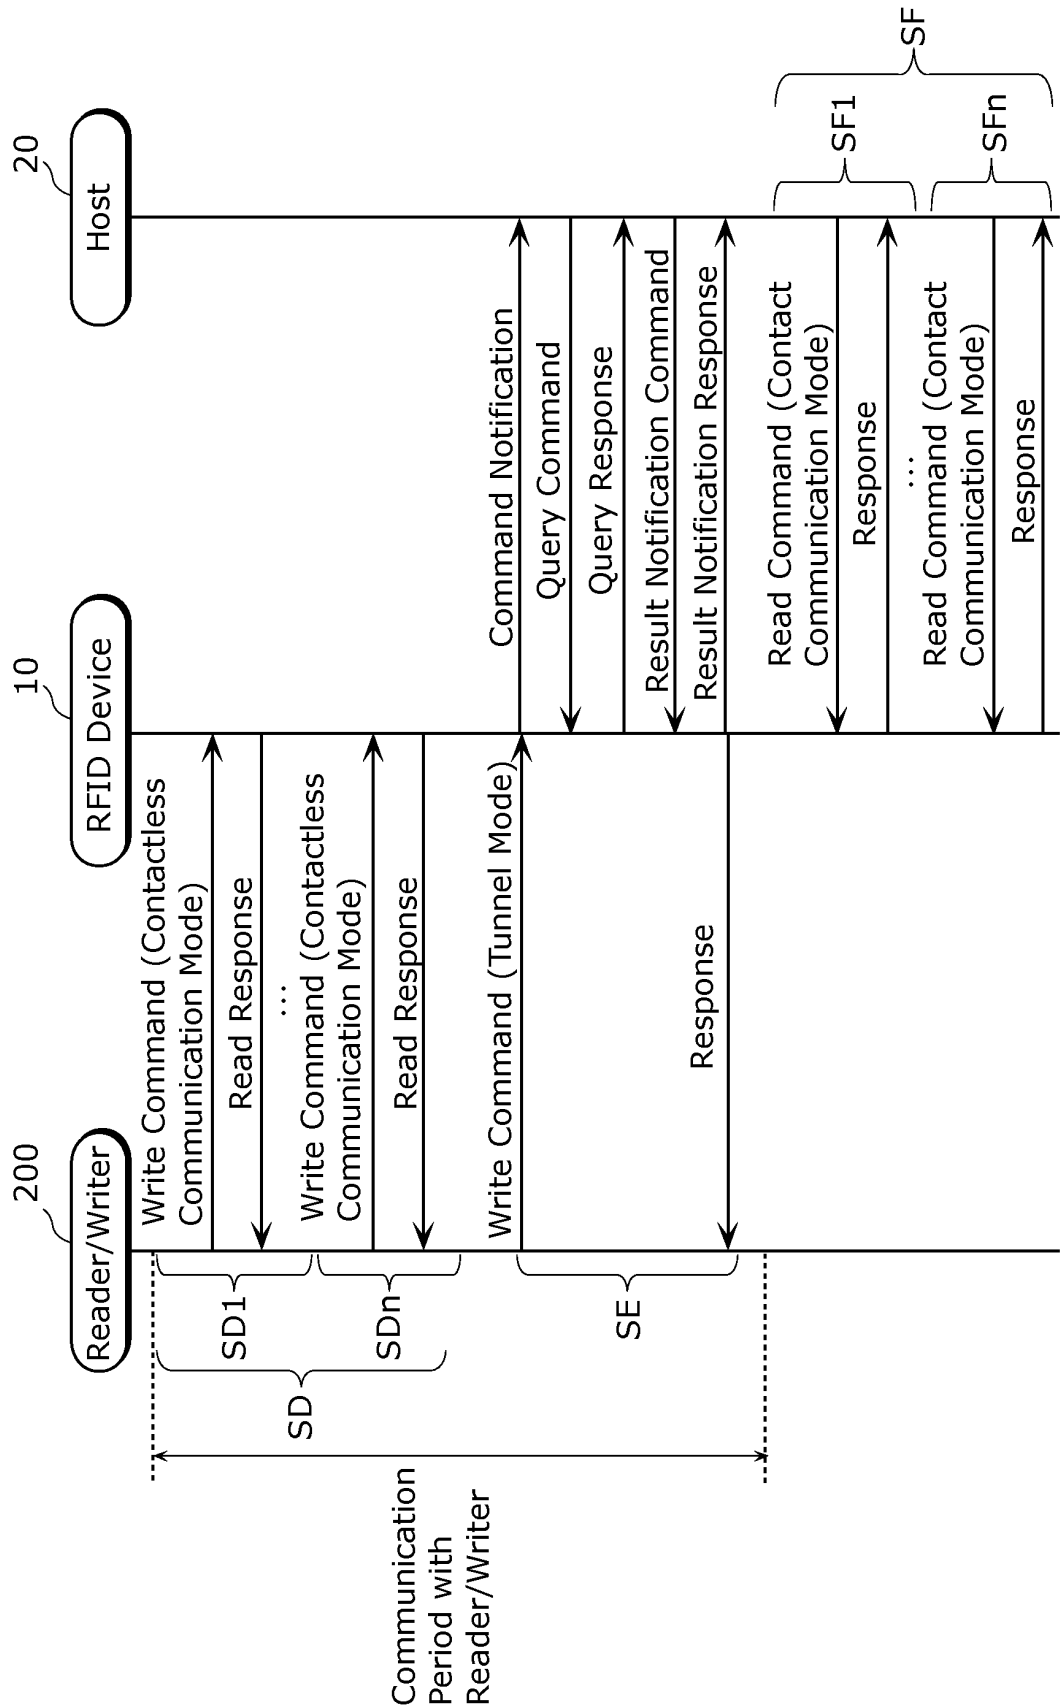 200
10
20
Reader/Writer
RFID Device
Host
Write Command (Contactless
Communication Mode)
Read Response
...
Write Command (Contactless
Communication Mode)
Read Response
SD1
SDn
SD
Write Command (Tunnel Mode)
Command Notification
Query Command
Query Response
Result Notification Command
Result Notification Response
Response
SE
Communication
Period with
Reader/Writer
Read Command (Contact
Communication Mode)
Response
...
Read Command (Contact
Communication Mode)
Response
SF1
SFn
SF